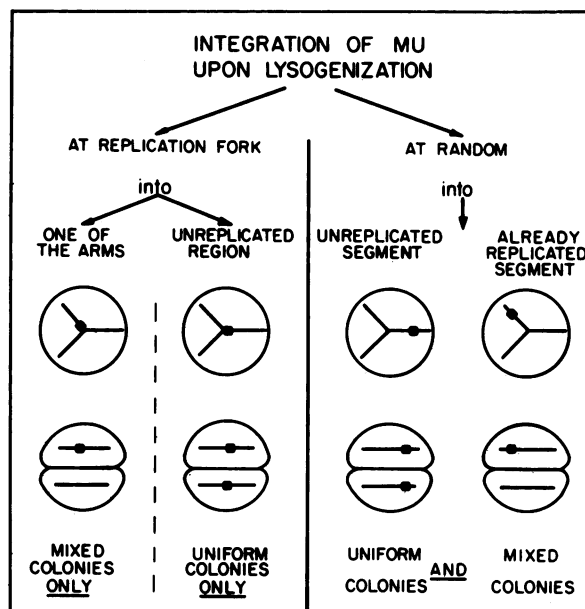 INTEGRATION OF MU
UPON LYSOGENIZATION
AT REPLICATION FORK
into
ONE OF
THE ARMS
UNREPLICATED
REGION
MIXED
COLONIES
ONLY
UNIFORM
COLONIES
ONLY
AT RANDOM
into
UNREPLICATED
SEGMENT
ALREADY
REPLICATED
SEGMENT
UNIFORM
COLONIES
AND
MIXED
COLONIES